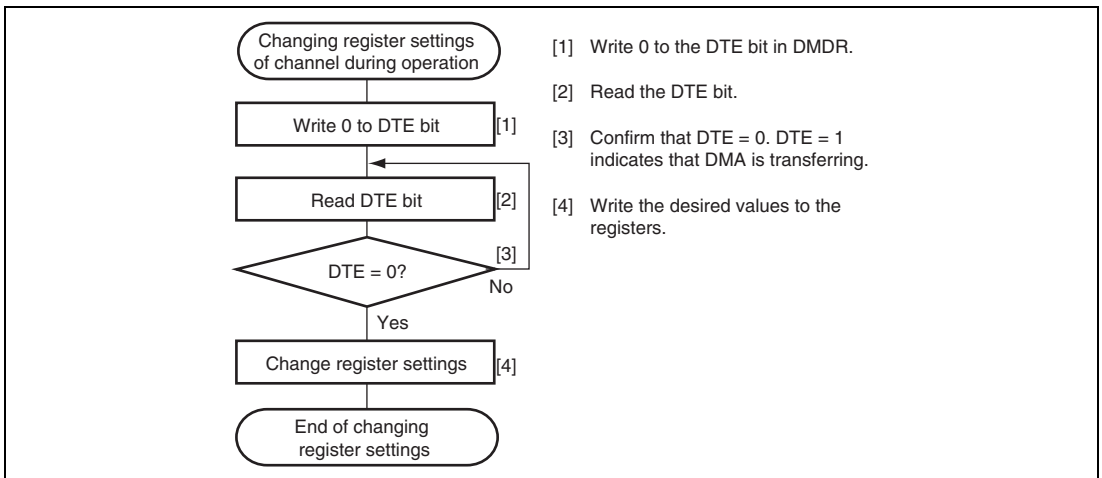 Changing register settings
of channel during operation
Write 0 to DTE bit
[1]
Read DTE bit
[2]
[3]
DTE = 0?
No
Yes
Change register settings
[4]
End of changing
register settings
[1] Write 0 to the DTE bit in DMDR.
[2] Read the DTE bit.
[3] Confirm that DTE = 0. DTE = 1
indicates that DMA is transferring.
[4] Write the desired values to the
registers.